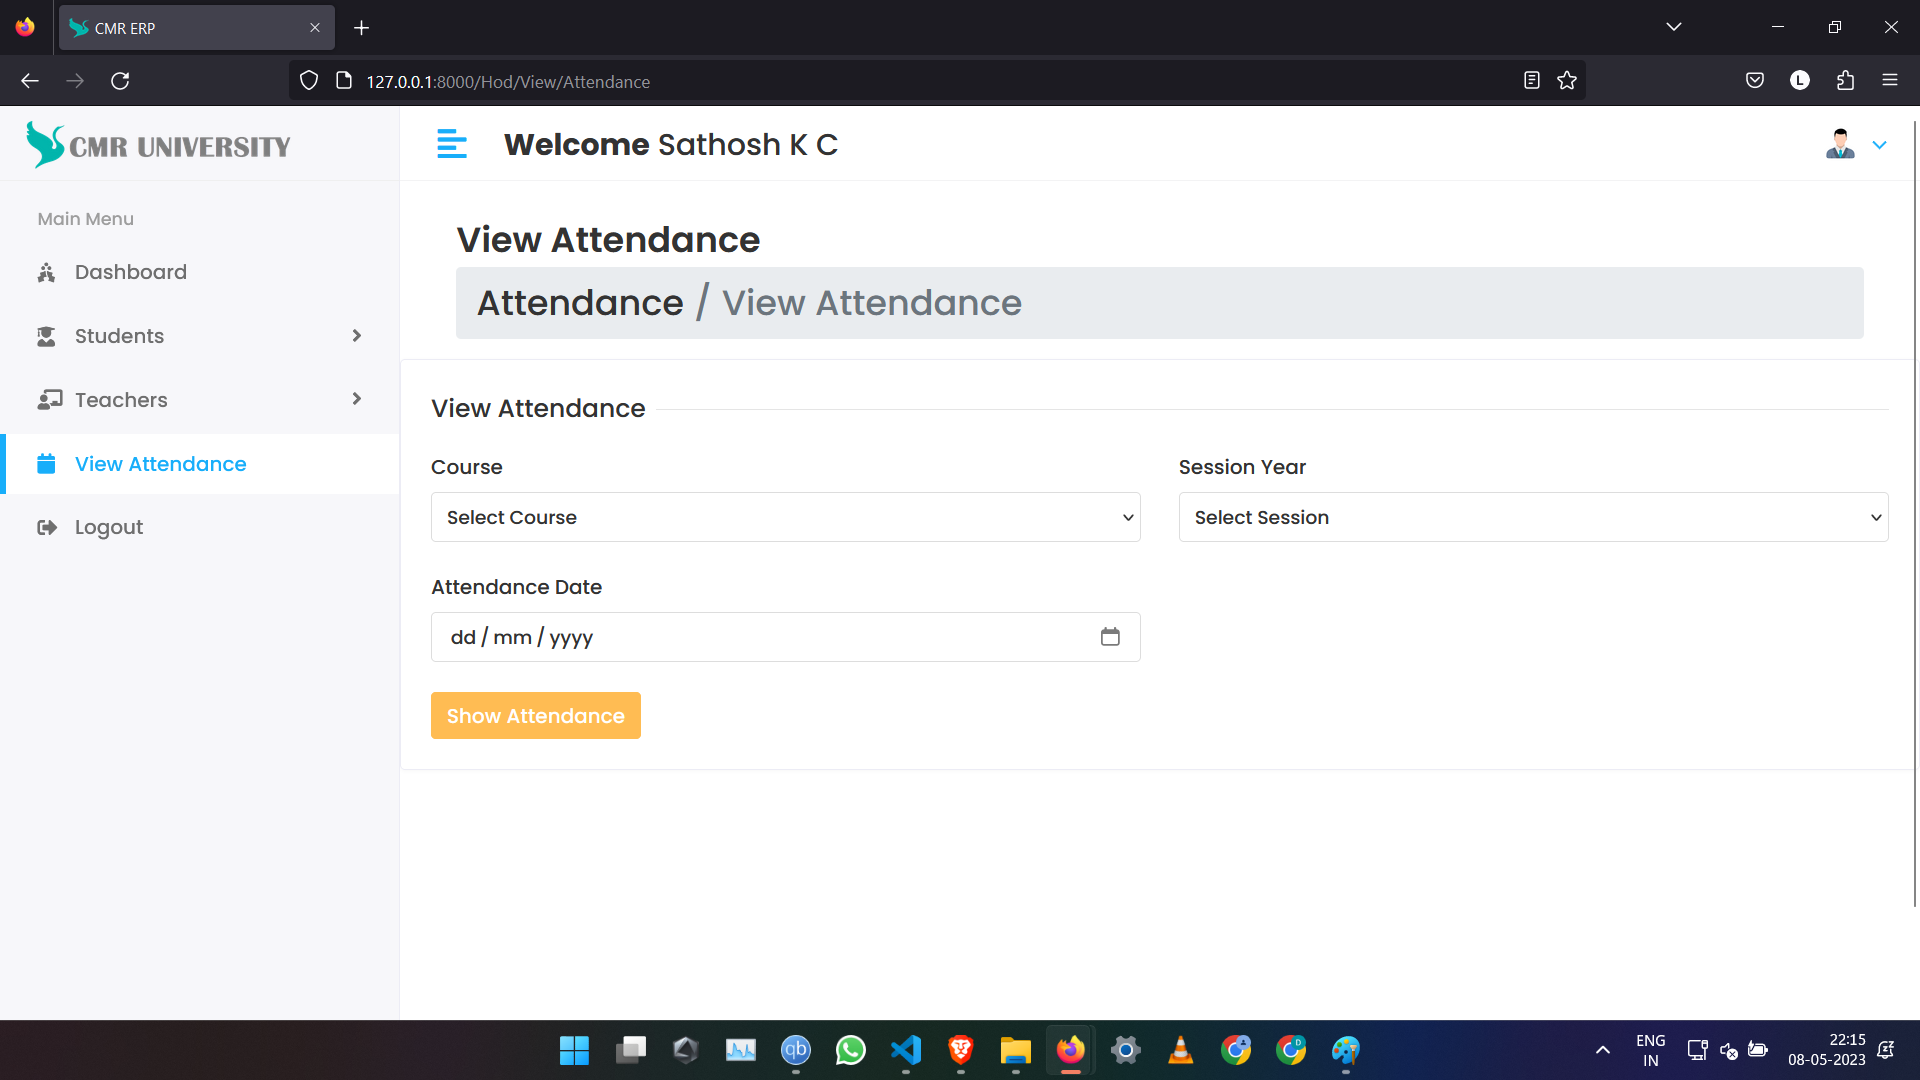 CMR ERP
127.0.0.1:8000/Hod/View/Attendance
L
CMR UNIVERSITY
Welcome Sathosh K C
Main Menu
Dashboard
Students
Teachers
View Attendance
Logout
View Attendance
Attendance / View Attendance
View Attendance
Course
Session Year
Select Course
Select Session
Attendance Date
dd / mm / yyyy
Show Attendance
qb
D
ENG
IN
22:15
08-05-2023